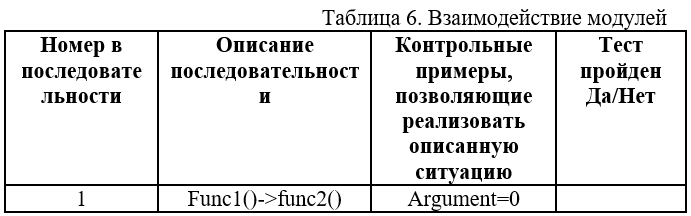 Таблица 6. Взаимодействие модулей
Номер в
последовате
льности
Описание
последовательност
и
Контрольные
примеры,
позволяющие
реализовать
описанную
ситуацию
Тест
пройден
Да/Нет
1
Func1()->func2()
Argument=0